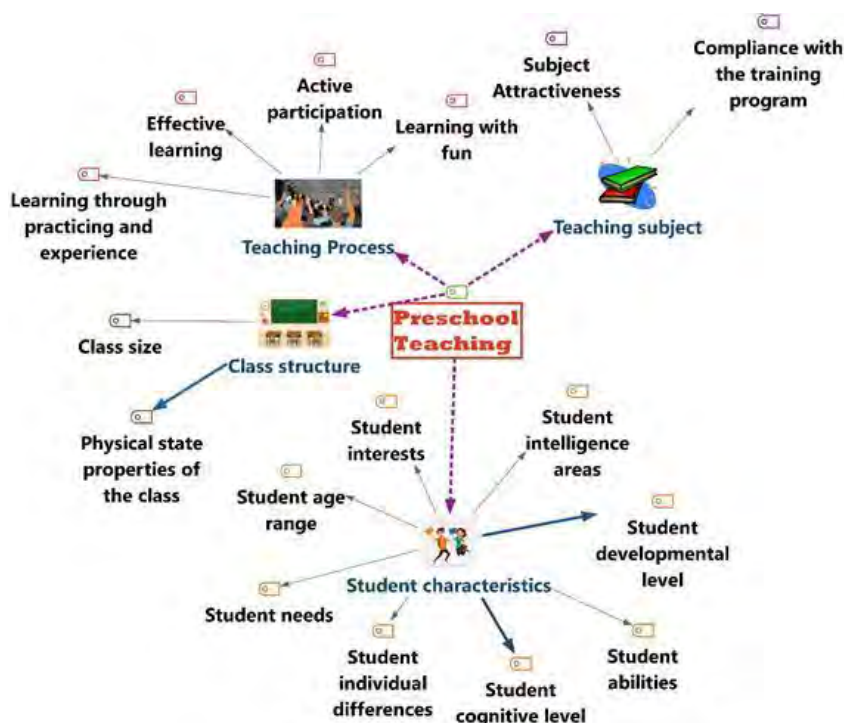 Compliance with
the training
program
Subject
Attractiveness
Active
participation
Effective
learning
Learning with
fun
Learning through
practicing and
experience
Teaching Process
Teaching subject
Preschool
Teaching
Class size
Class structure
Physical state
properties of
the class
Student
interests
Student
intelligence
areas
Student age
range
Student
developmental
level
Student characteristics
Student needs
Student
individual
differences
Student
cognitive level
Student
abilities